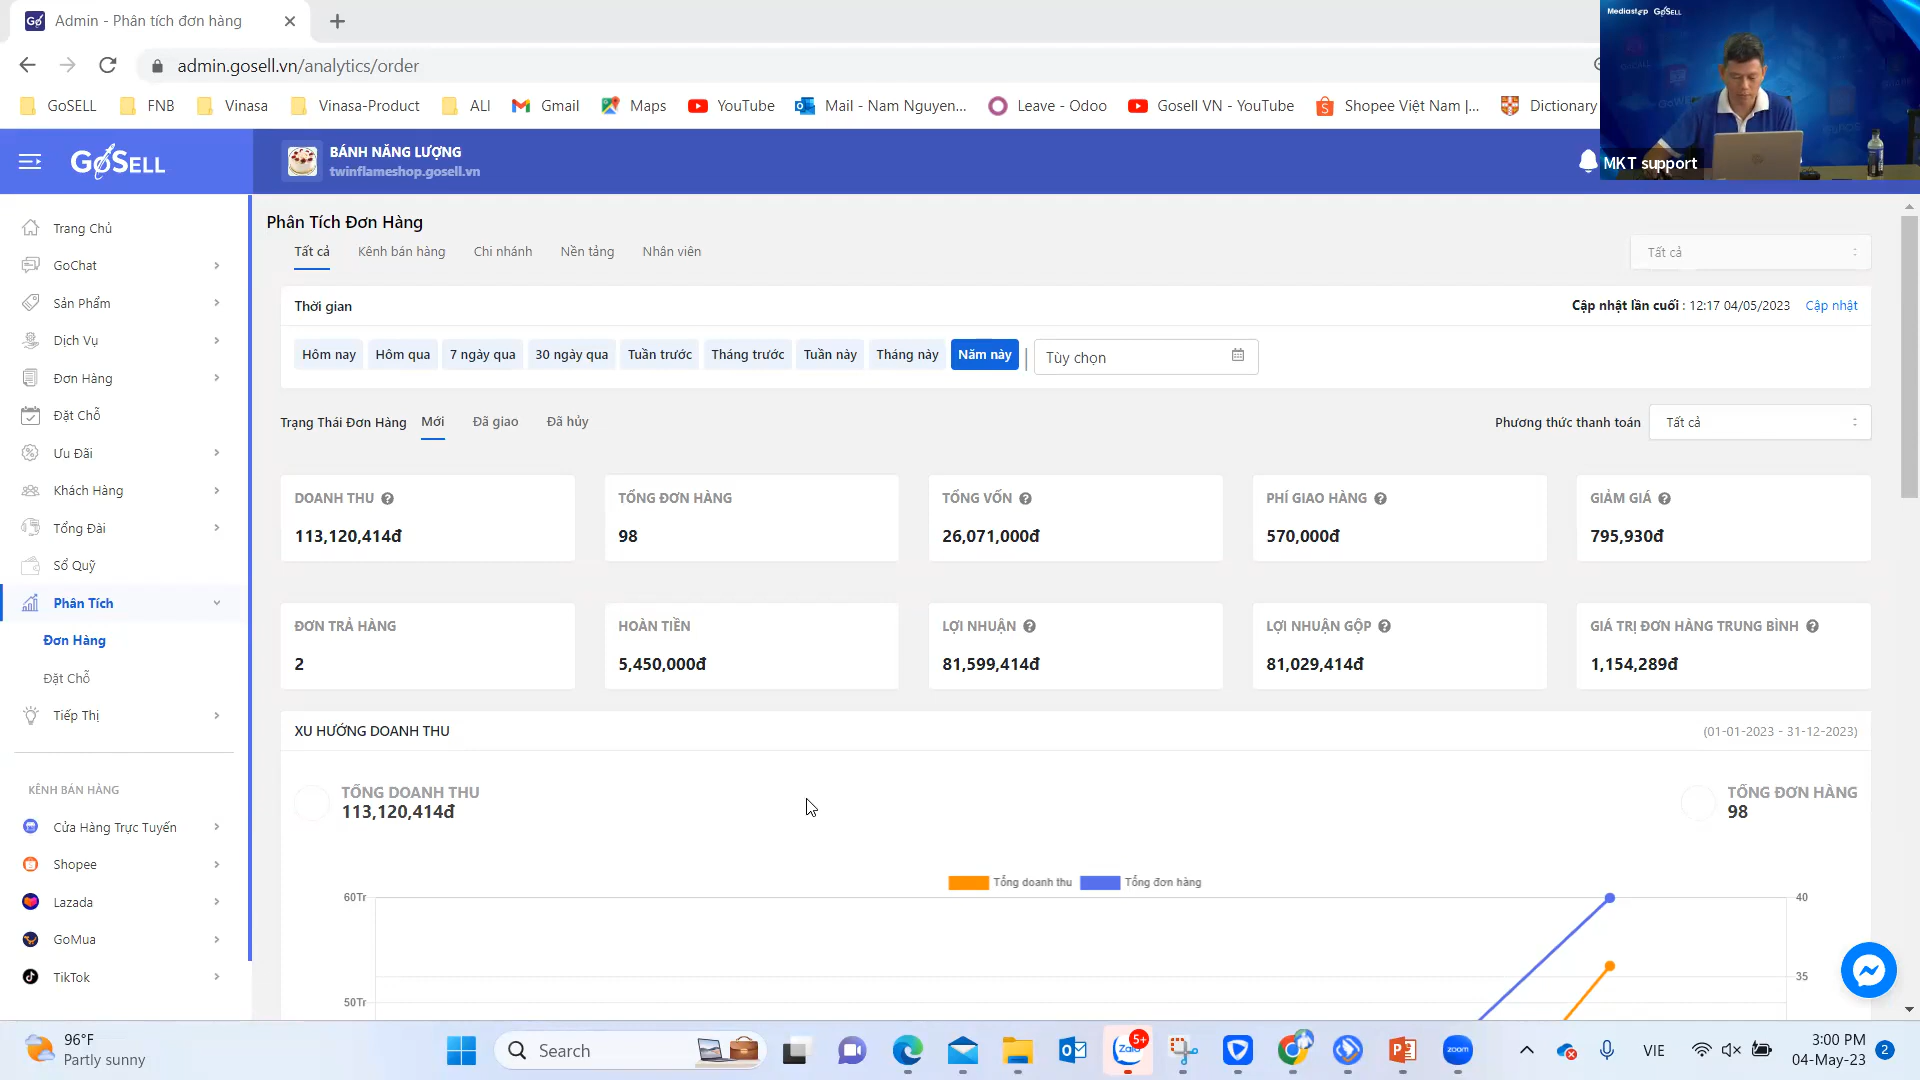 Admin - Phân tích đơn hàng
admin.gosell.vn/analytics/order
GoSELL
FNB
Vinasa
Vinasa-Product
ALI
Gmail
Maps
YouTube
Mail - Nam Nguyen...
Leave - Odoo
Gosell VN - YouTube
Shopee Việt Nam |...
Dictionary
Mediastep GoSELL
MKT support
GoSELL
BÁNH NĂNG LƯỢNG
twinflameshop.gosell.vn
Trang Chủ
GoChat
Sản Phẩm
Dịch Vụ
Đơn Hàng
Đặt Chỗ
Ưu Đãi
Khách Hàng
Tổng Đài
Sổ Quỹ
Phân Tích
Đơn Hàng
Đặt Chỗ
Tiếp Thị
KÊNH BÁN HÀNG
Cửa Hàng Trực Tuyến
Shopee
Lazada
GoMua
TikTok
Phân Tích Đơn Hàng
Tất cả Kênh bán hàng Chi nhánh Nền tảng Nhân viên
Tất cả
Thời gian
Cập nhật lần cuối : 12:17 04/05/2023 Cập nhật
Hôm nay Hôm qua 7 ngày qua 30 ngày qua Tuần trước Tháng trước Tuần này Tháng này Năm này | Tùy chọn
Trạng Thái Đơn Hàng Mới Đã giao Đã hủy
Phương thức thanh toán Tất cả
DOANH THU
113,120,414đ
TỔNG ĐƠN HÀNG
98
TỔNG VỐN
26,071,000đ
PHÍ GIAO HÀNG
570,000đ
GIẢM GIÁ
795,930đ
ĐƠN TRẢ HÀNG
2
HOÀN TIỀN
5,450,000đ
LỢI NHUẬN
81,599,414đ
LỢI NHUẬN GỘP
81,029,414đ
GIÁ TRỊ ĐƠN HÀNG TRUNG BÌNH
1,154,289đ
XU HƯỚNG DOANH THU
(01-01-2023 - 31-12-2023)
TỔNG DOANH THU
113,120,414đ
TỔNG ĐƠN HÀNG
98
Tổng doanh thu Tổng đơn hàng
60Tr
40
35
50Tr
96°F
Partly sunny
Search
Zalo
5+
zoom
VIE
3:00 PM
04-May-23
2